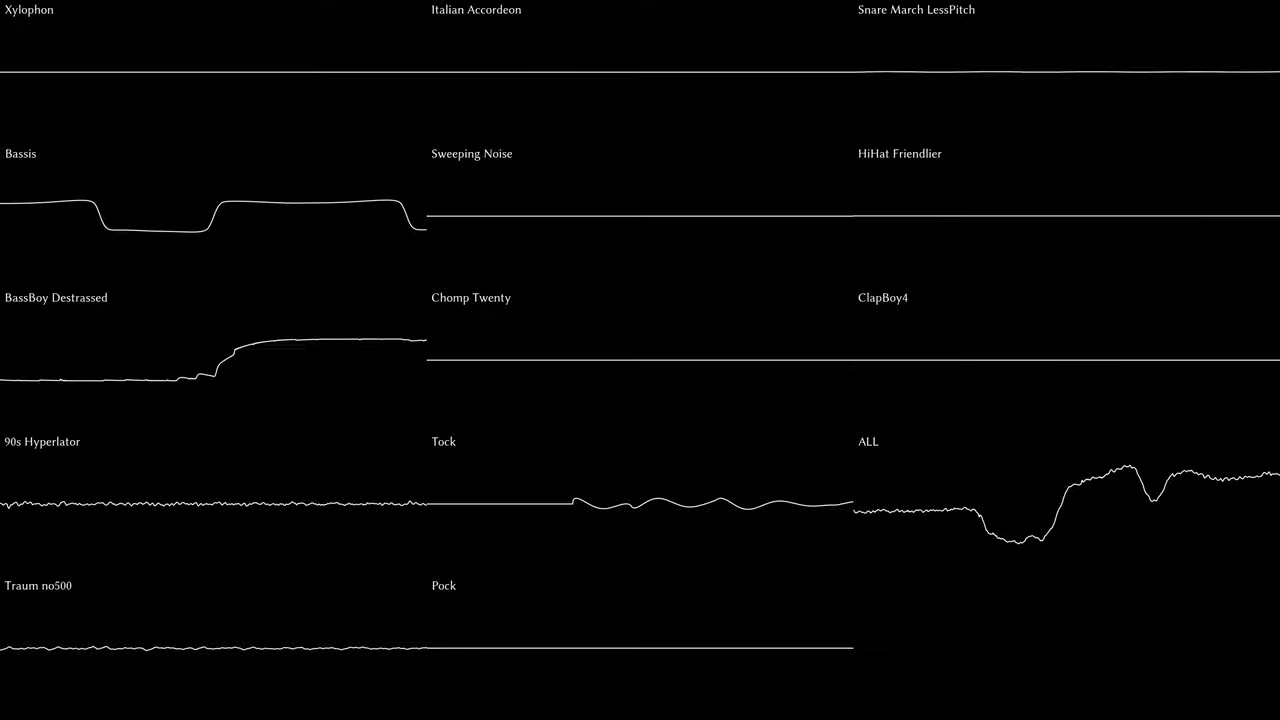 Xylophon
Italian Accordeon
Snare March LessPitch
Bassis
Sweeping Noise
HiHat Friendlier
BassBoy Destrassed
Chomp Twenty
ClapBoy4
90s Hyperlator
Tock
ALL
Traum no500
Pock